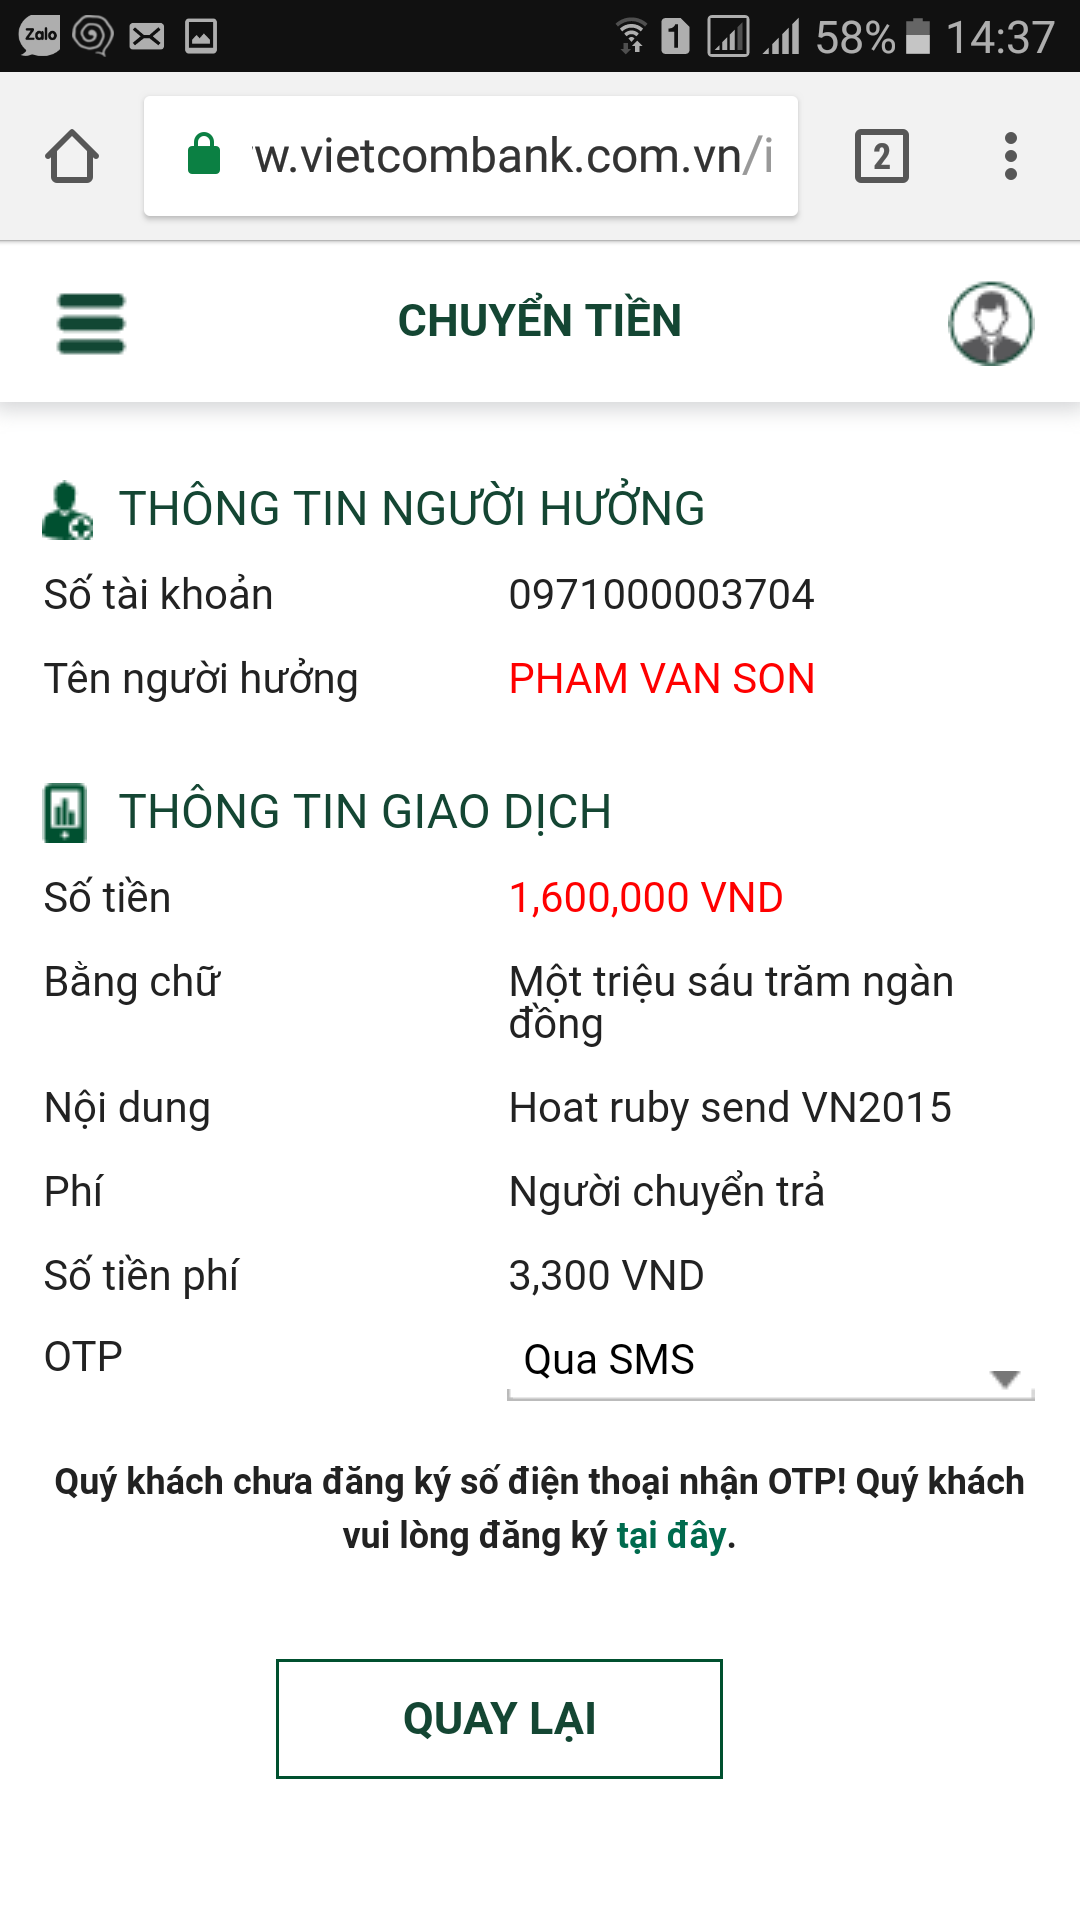 Zalo
1
58%
14:37
w.vietcombank.com.vn/i
2
CHUYỂN TIỀN
THÔNG TIN NGƯỜI HƯỞNG
Số tài khoản 0971000003704
Tên người hưởng PHAM VAN SON
THÔNG TIN GIAO DỊCH
Số tiền 1,600,000 VND
Bằng chữ Một triệu sáu trăm ngàn
đồng
Nội dung Hoat ruby send VN2015
Phí Người chuyển trả
Số tiền phí 3,300 VND
OTP Qua SMS
Quý khách chưa đăng ký số điện thoại nhận OTP! Quý khách
vui lòng đăng ký tại đây.
QUAY LẠI